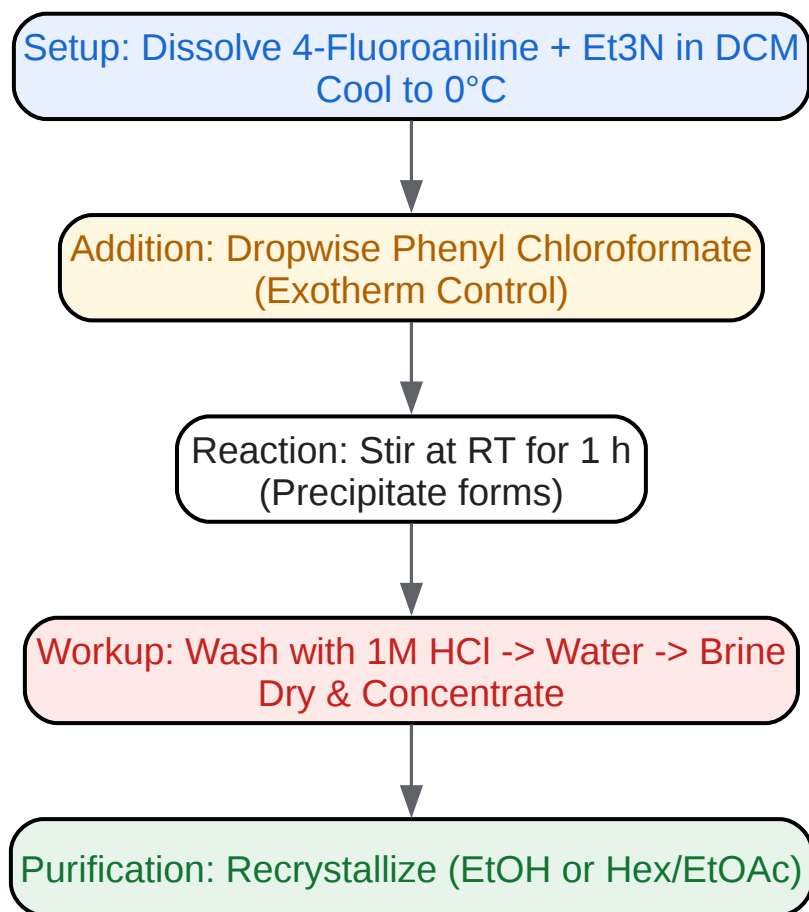 Setup: Dissolve 4-Fluoroaniline + Et3N in DCM
Cool to 0°C
Addition: Dropwise Phenyl Chloroformate
(Exotherm Control)
Reaction: Stir at RT for 1 h
(Precipitate forms)
Workup: Wash with 1M HCl -> Water -> Brine
Dry & Concentrate
Purification: Recrystallize (EtOH or Hex/EtOAc)